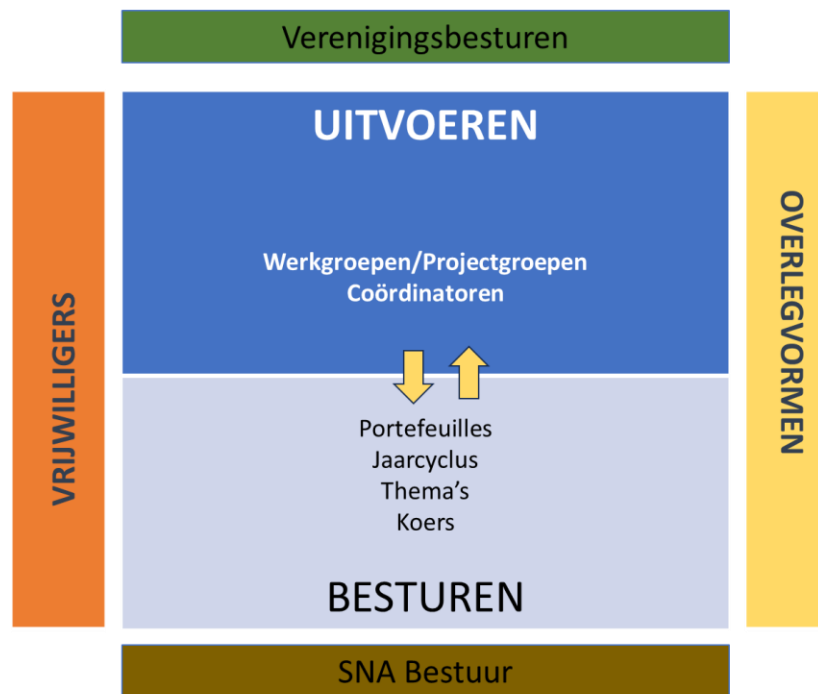 Verenigingsbesturen
VRIJWILLIGERS
UITVOEREN
Werkgroepen/Projectgroepen
Coördinatoren
Portefeuilles
Jaarcyclus
Thema’s
Koers
BESTUREN
OVERLEGVORMEN
SNA Bestuur